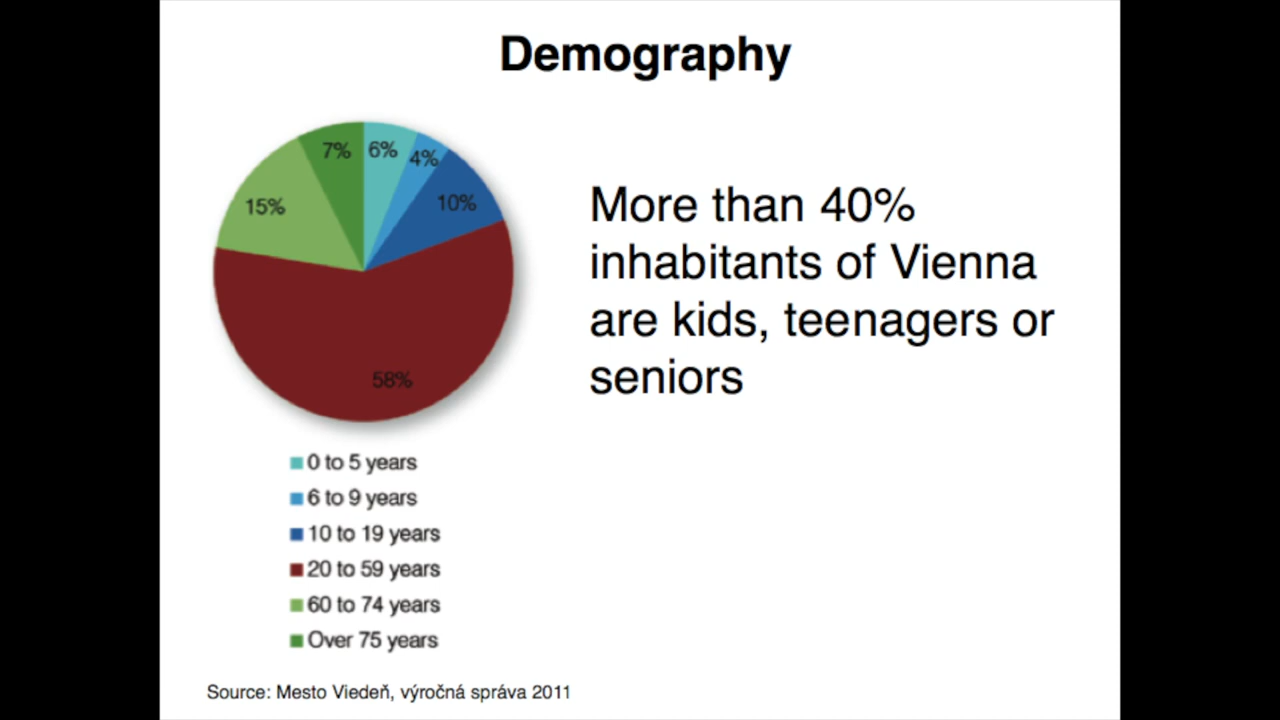 Demography
7%
6%
4%
10%
15%
58%
More than 40%
inhabitants of Vienna
are kids, teenagers or
seniors
0 to 5 years
6 to 9 years
10 to 19 years
20 to 59 years
60 to 74 years
Over 75 years
Source: Mesto Viedeň, výročná správa 2011